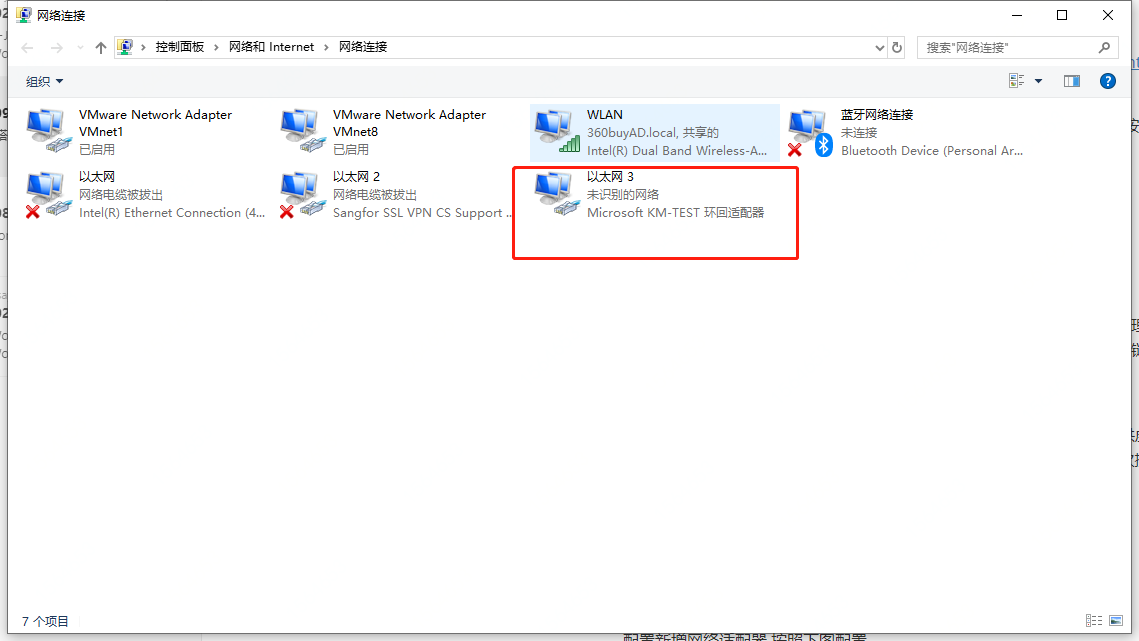 网络连接
控制面板 › 网络和 Internet › 网络连接
搜索"网络连接"
组织
VMware Network Adapter
VMnet1
已启用
VMware Network Adapter
VMnet8
已启用
WLAN
360buyAD.local, 共享的
Intel(R) Dual Band Wireless-A...
蓝牙网络连接
未连接
Bluetooth Device (Personal Ar...
以太网
网络电缆被拔出
Intel(R) Ethernet Connection (4...
以太网 2
网络电缆被拔出
Sangfor SSL VPN CS Support ...
以太网 3
未识别的网络
Microsoft KM-TEST 环回适配器
7 个项目